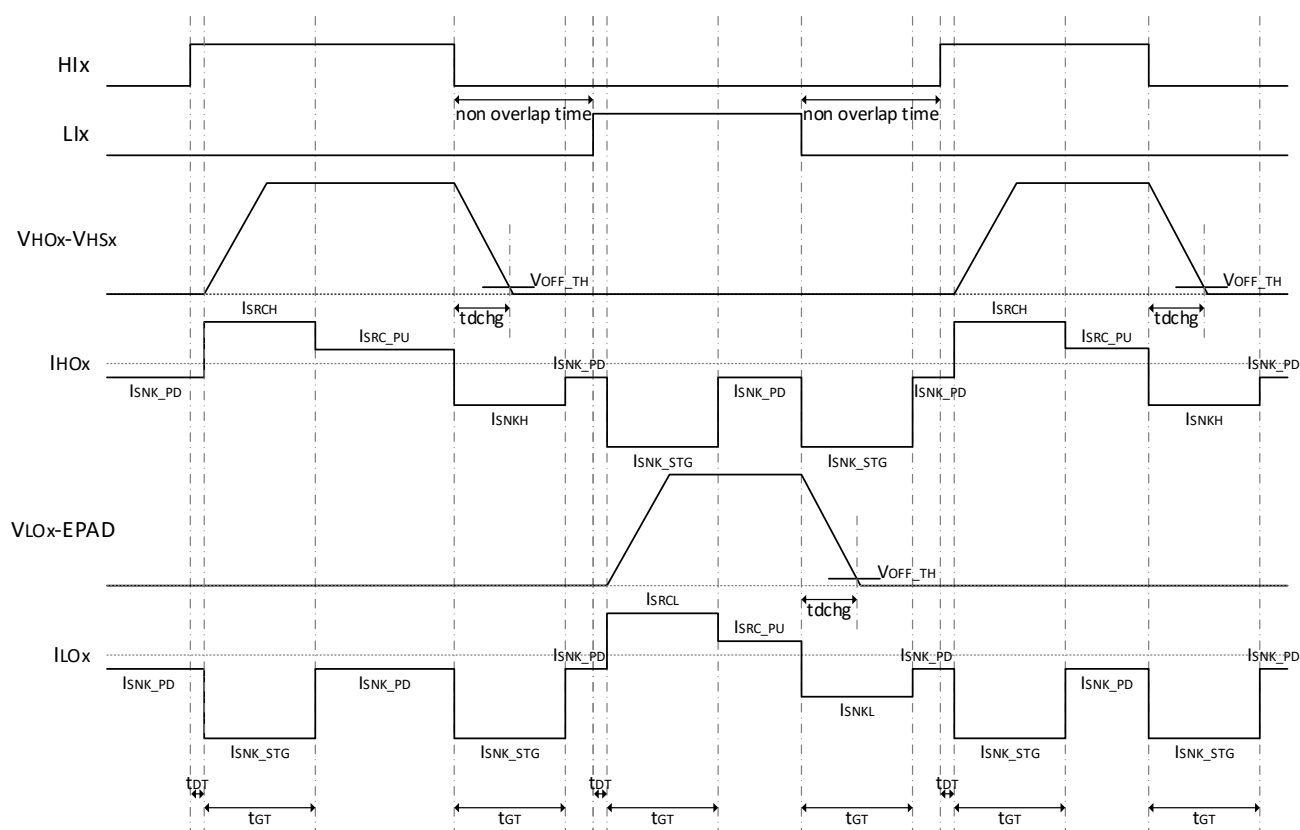 HIx
non overlap time
non overlap time
LIx
VHOx-VHSx
VOFF_TH
VOFF_TH
tdchg
tdchg
ISRCH
ISRCH
ISRC_PU
ISRC_PU
IHOx
ISNK_PD
ISNK_PD
ISNK_PD
ISNK_PD
ISNK_PD
ISNKH
ISNKH
ISNK_STG
ISNK_STG
VLOx-EPAD
VOFF_TH
tdchg
ISRCL
ISRC_PU
ILOx
ISNK_PD
ISNK_PD
ISNK_PD
ISNK_PD
ISNK_PD
ISNK_PD
ISNKL
ISNK_STG
ISNK_STG
ISNK_STG
ISNK_STG
tDT
tDT
tDT
tGT
tGT
tGT
tGT
tGT
tGT